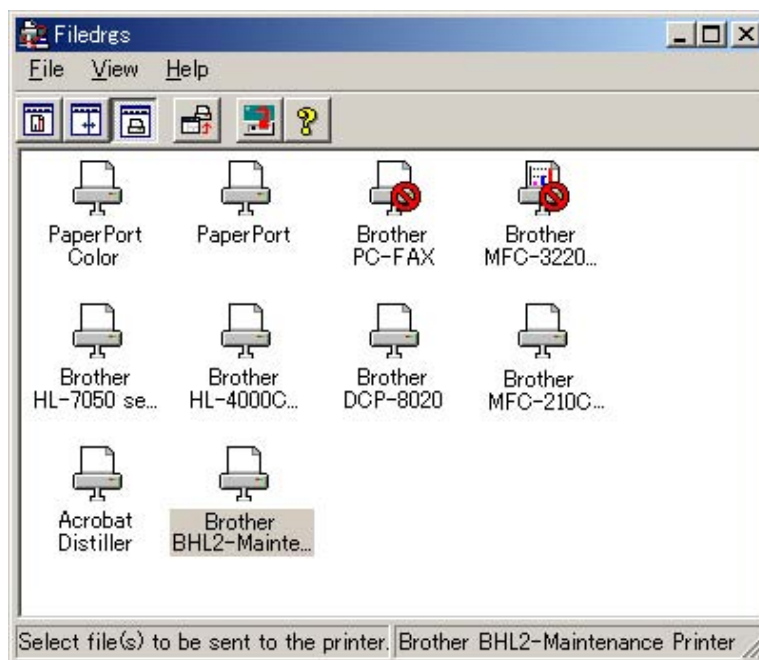 Filedrgs
File View Help
PaperPort
Color
PaperPort
Brother
PC-FAX
Brother
MFC-3220...
Brother
HL-7050 se...
Brother
HL-4000C...
Brother
DCP-8020
Brother
MFC-210C...
Acrobat
Distiller
Brother
BHL2-Mainte...
Select file(s) to be sent to the printer. Brother BHL2-Maintenance Printer